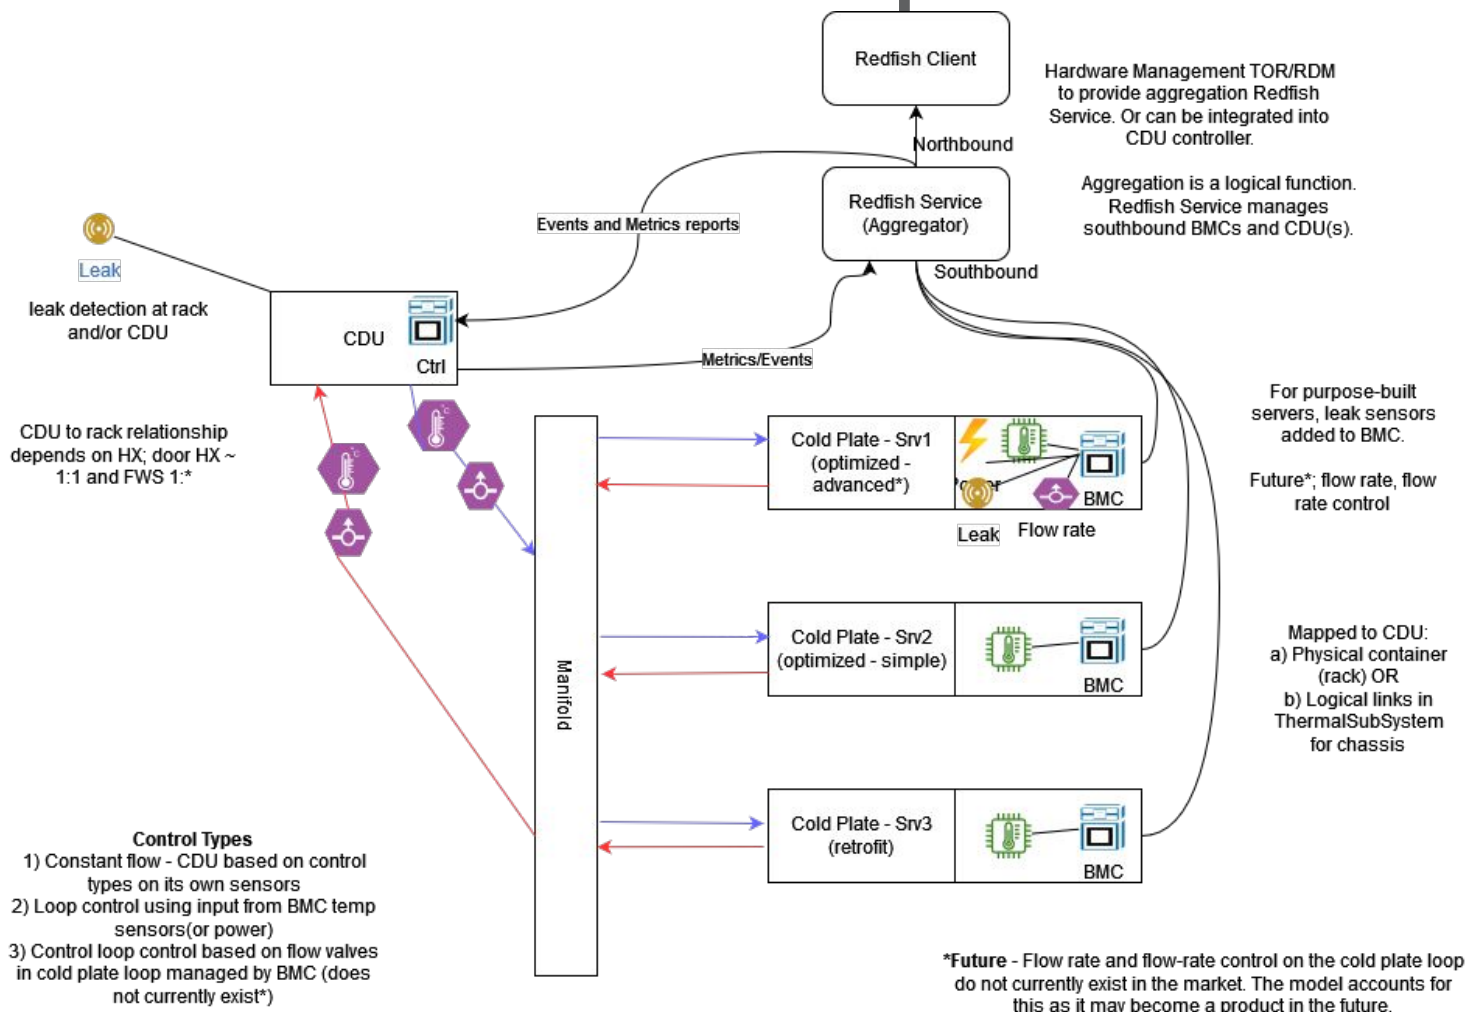 Redfish Client
Hardware Management TOR/RDM
to provide aggregation Redfish
Service. Or can be integrated into
CDU controller.
Northbound
Aggregation is a logical function.
Redfish Service manages
southbound BMCs and CDU(s).
Redfish Service
(Aggregator)
Events and Metrics reports
Southbound
Leak
leak detection at rack
and/or CDU
CDU
Ctrl
Metrics/Events
CDU to rack relationship
depends on HX; door HX ~
1:1 and FWS 1:*
°C
°C
Manifold
Cold Plate - Srv1
(optimized -
advanced*)
Power
BMC
Leak
Flow rate
For purpose-built
servers, leak sensors
added to BMC.
Future*; flow rate, flow
rate control
Cold Plate - Srv2
(optimized - simple)
BMC
Mapped to CDU:
a) Physical container
(rack) OR
b) Logical links in
ThermalSubSystem
for chassis
Cold Plate - Srv3
(retrofit)
BMC
Control Types
1) Constant flow - CDU based on control
types on its own sensors
2) Loop control using input from BMC temp
sensors(or power)
3) Control loop control based on flow valves
in cold plate loop managed by BMC (does
not currently exist*)
*Future - Flow rate and flow-rate control on the cold plate loop
do not currently exist in the market. The model accounts for
this as it may become a product in the future.